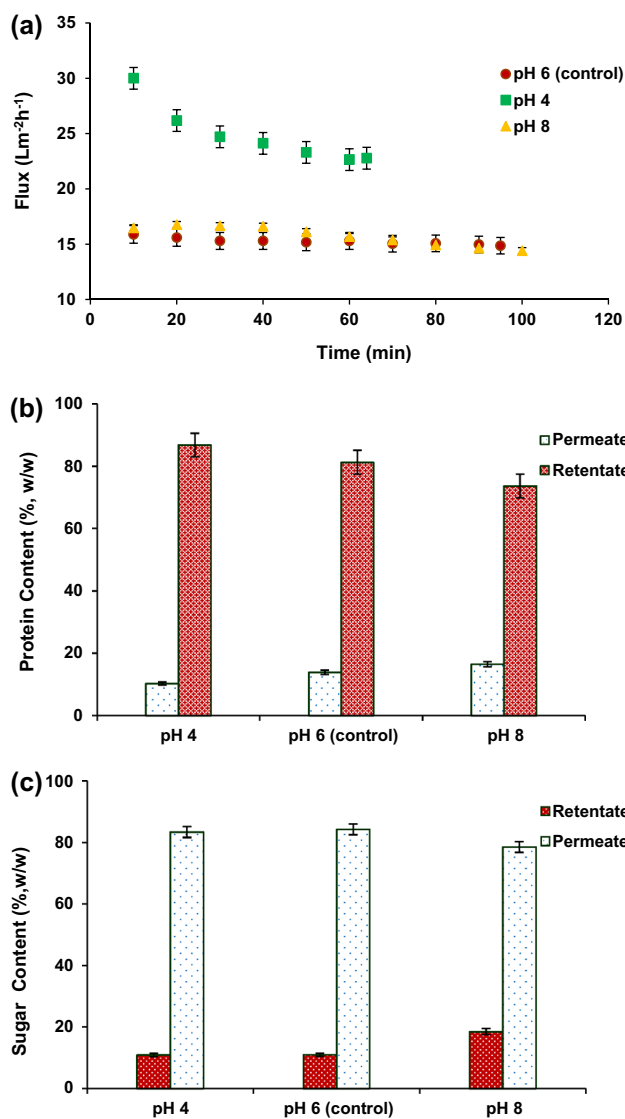 (a)
35
30
25
20
15
10
Flux (Lm-2h-1)
pH 6 (control)
pH 4
pH 8
0 20 40 60 80 100 120
Time (min)
(b)
100
80
60
40
20
0
Protein Content (%, w/w)
Permeate
Retentate
pH 4 pH 6 (control) pH 8
(c)
100
80
60
40
20
0
Sugar Content (%,w/w)
Retentate
Permeate
pH 4 pH 6 (control) pH 8